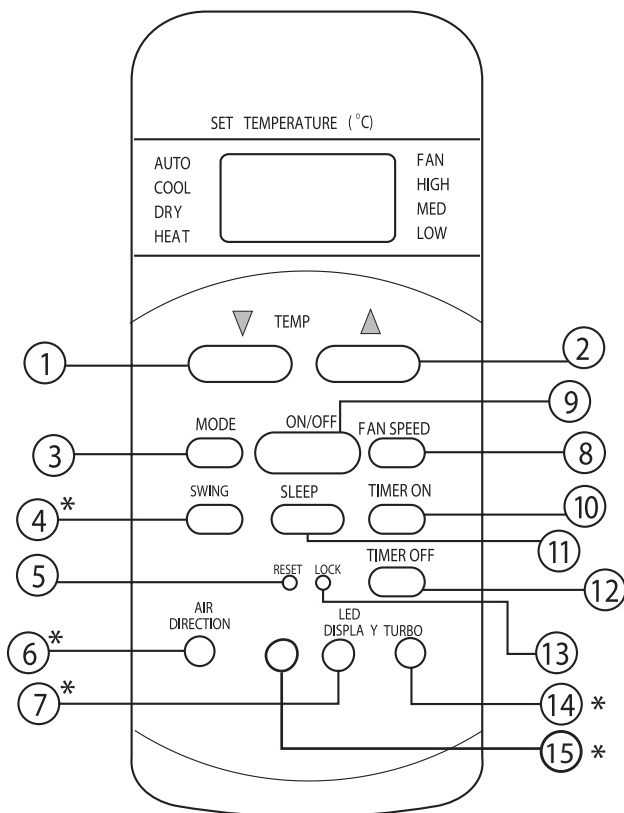 SET TEMPERATURE (°C)
AUTO
COOL
DRY
HEAT
FAN
HIGH
MED
LOW
▼ TEMP ▲
1
2
9
MODE
ON/OFF
FAN SPEED
3
8
SWING
SLEEP
TIMER ON
4*
10
11
RESET
LOCK
TIMER OFF
5
12
AIR
DIRECTION
LED
DISPLA Y TURBO
6*
13
7*
14 *
15 *